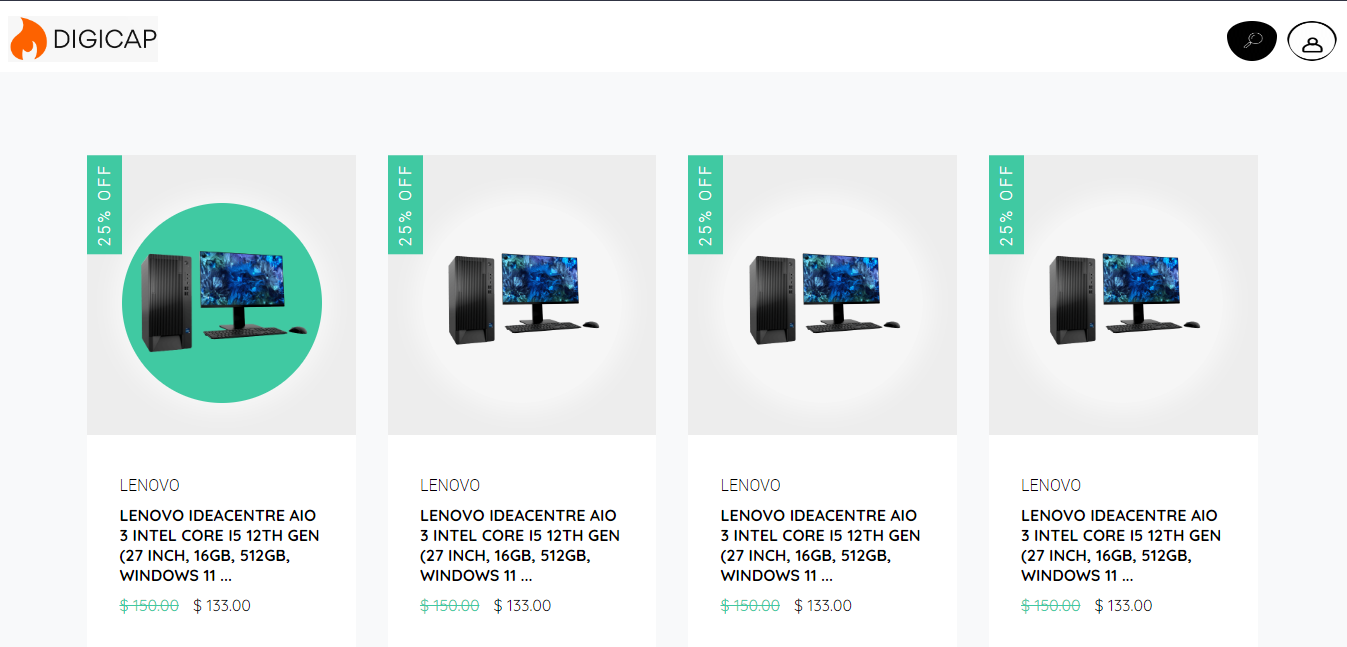 DIGICAP
25% OFF
25% OFF
25% OFF
25% OFF
LENOVO
LENOVO IDEACENTRE AIO
3 INTEL CORE I5 12TH GEN
(27 INCH, 16GB, 512GB,
WINDOWS 11 ...
$ 150.00 $ 133.00
LENOVO
LENOVO IDEACENTRE AIO
3 INTEL CORE I5 12TH GEN
(27 INCH, 16GB, 512GB,
WINDOWS 11 ...
$ 150.00 $ 133.00
LENOVO
LENOVO IDEACENTRE AIO
3 INTEL CORE I5 12TH GEN
(27 INCH, 16GB, 512GB,
WINDOWS 11 ...
$ 150.00 $ 133.00
LENOVO
LENOVO IDEACENTRE AIO
3 INTEL CORE I5 12TH GEN
(27 INCH, 16GB, 512GB,
WINDOWS 11 ...
$ 150.00 $ 133.00